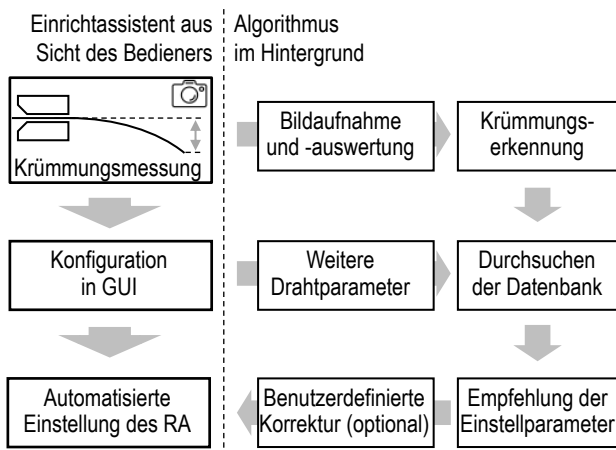 Einrichtassistent aus
Sicht des Bedieners
Algorithmus
im Hintergrund
Krümmungsmessung
Bildaufnahme
und -auswertung
Krümmungs-
erkennung
Konfiguration
in GUI
Weitere
Drahtparameter
Durchsuchen
der Datenbank
Automatisierte
Einstellung des RA
Benutzerdefinierte
Korrektur (optional)
Empfehlung der
Einstellparameter